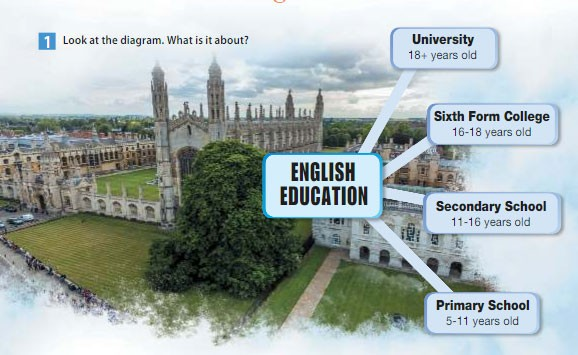 1 Look at the diagram. What is it about?
University
18+ years old
Sixth Form College
16-18 years old
ENGLISH
EDUCATION
Secondary School
11-16 years old
Primary School
5-11 years old